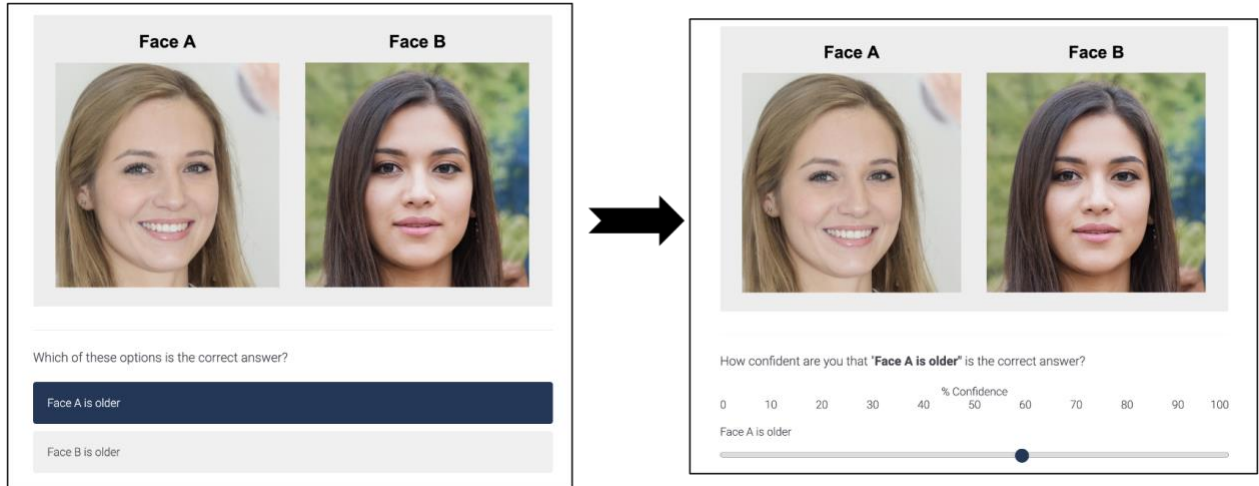 Face A
Face B
Which of these options is the correct answer?
Face A is older
Face B is older
Face A
Face B
How confident are you that "Face A is older" is the correct answer?
% Confidence
0 10 20 30 40 50 60 70 80 90 100
Face A is older